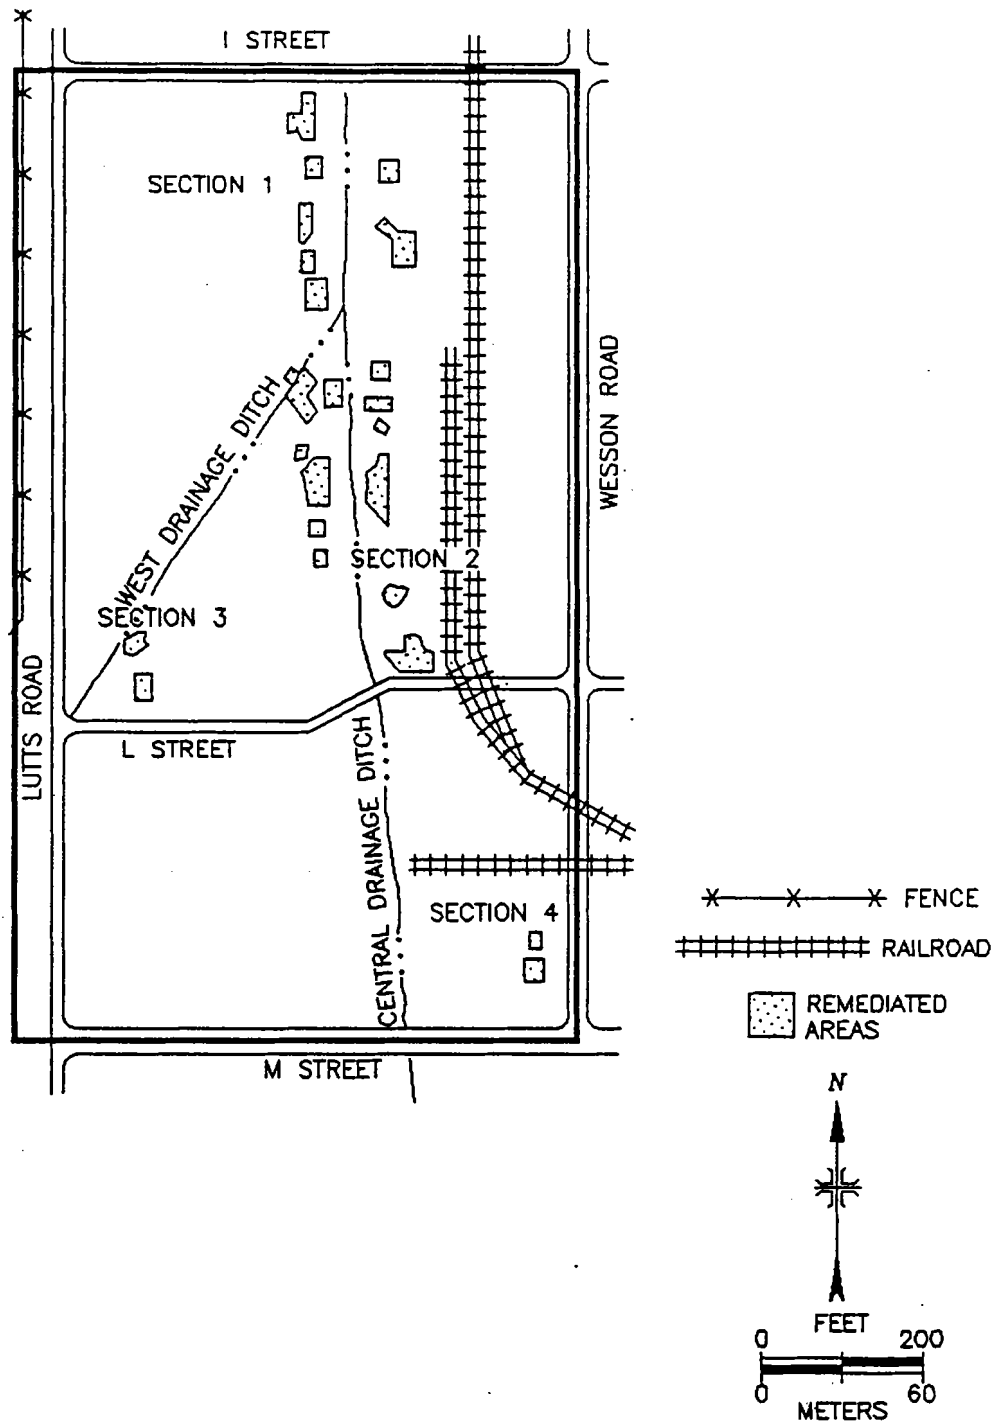 I STREET
SECTION 1
WESSON ROAD
WEST DRAINAGE DITCH
SECTION 2
SECTION 3
LUTTS ROAD
L STREET
CENTRAL DRAINAGE DITCH
SECTION 4
M STREET
FENCE
RAILROAD
REMEDIATED
AREAS
N
FEET
0 200
0 60
METERS